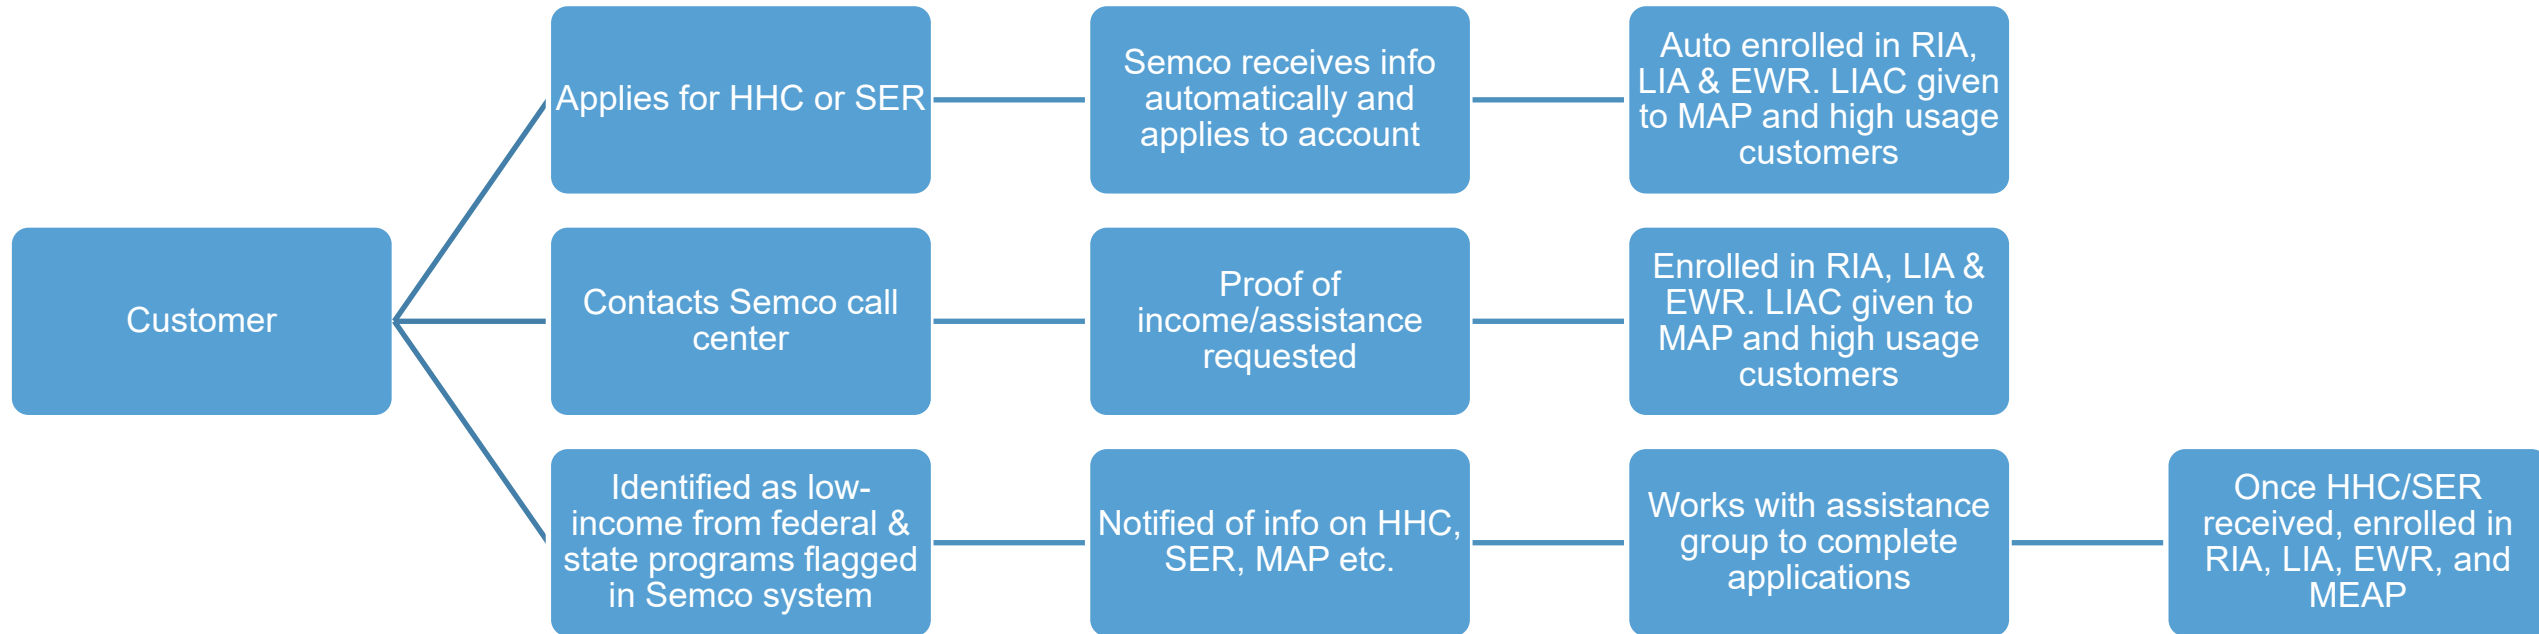 Customer
Applies for HHC or SER
Semco receives info
automatically and
applies to account
Auto enrolled in RIA,
LIA & EWR. LIAC given
to MAP and high usage
customers
Contacts Semco call
center
Proof of
income/assistance
requested
Enrolled in RIA, LIA &
EWR. LIAC given to
MAP and high usage
customers
Identified as low-
income from federal &
state programs flagged
in Semco system
Notified of info on HHC,
SER, MAP etc.
Works with assistance
group to complete
applications
Once HHC/SER
received, enrolled in
RIA, LIA, EWR, and
MEAP